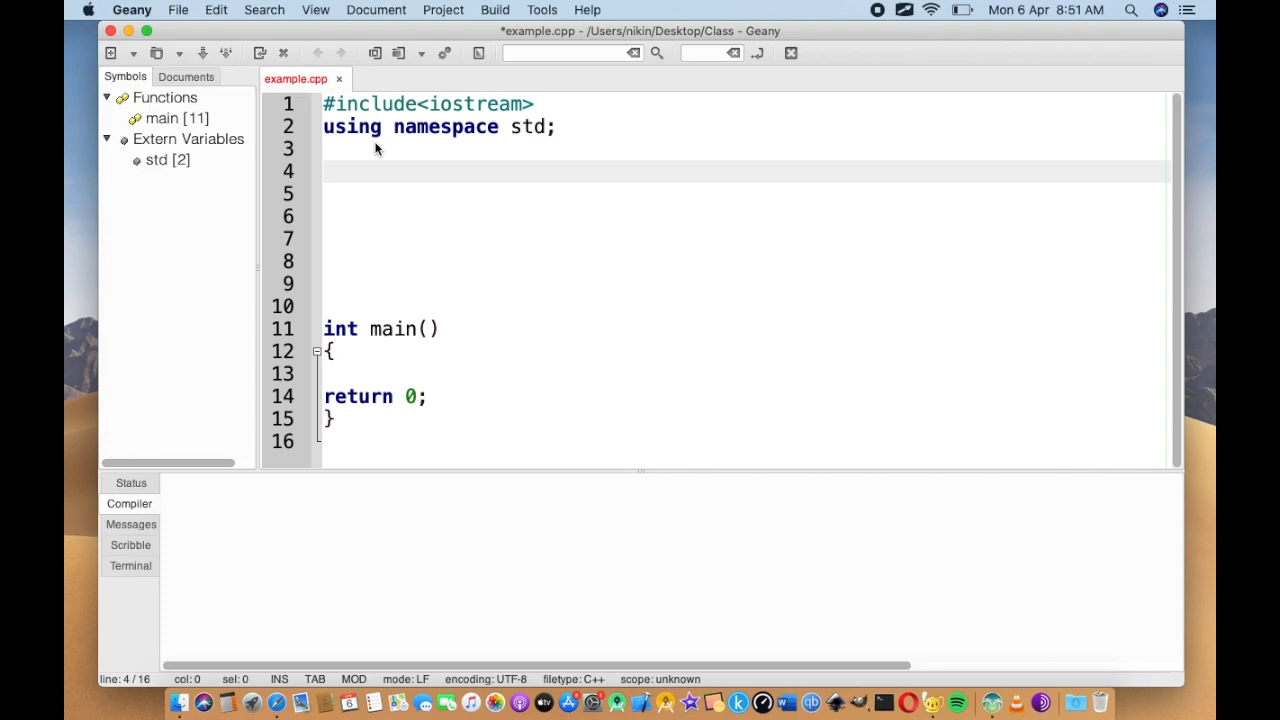 Geany File Edit Search View Document Project Build Tools Help Mon 6 Apr 8:51 AM
*example.cpp - /Users/nikin/Desktop/Class - Geany
Symbols Documents
example.cpp
Functions
main [11]
Extern Variables
std [2]
1 #include<iostream>
2 using namespace std;
3
4
5
6
7
8
9
10
11 int main()
12 {
13
14 return 0;
15 }
16
Status
Compiler
Messages
Scribble
Terminal
line: 4 / 16 col: 0 sel: 0 INS TAB MOD mode: LF encoding: UTF-8 filetype: C++ scope: unknown